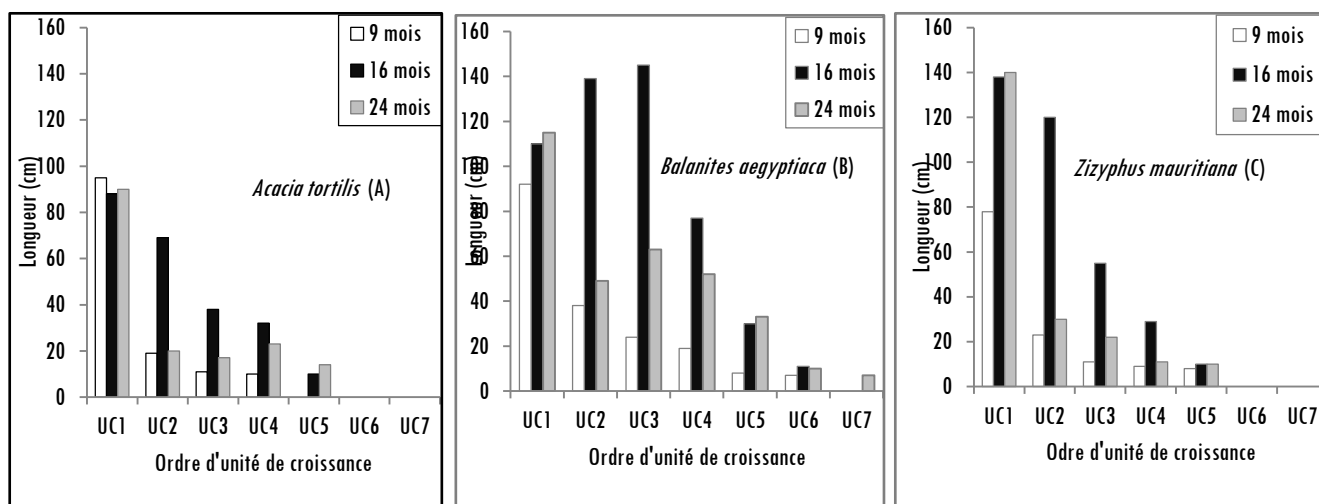 160
140
120
100
80
60
40
20
0
Longueur (cm)
9 mois
16 mois
24 mois
Acacia tortilis (A)
UC1 UC2 UC3 UC4 UC5 UC6 UC7
Ordre d'unité de croissance
160
140
120
100
80
60
40
20
0
Longueur (cm)
9 mois
16 mois
24 mois
Balanites aegyptiaca (B)
UC1 UC2 UC3 UC4 UC5 UC6 UC7
Ordre d'unité de croissance
160
140
120
100
80
60
40
20
0
Longueur (cm)
9 mois
16 mois
24 mois
Zizyphus mauritiana (C)
UC1 UC2 UC3 UC4 UC5 UC6 UC7
Odre d'unité de croissance